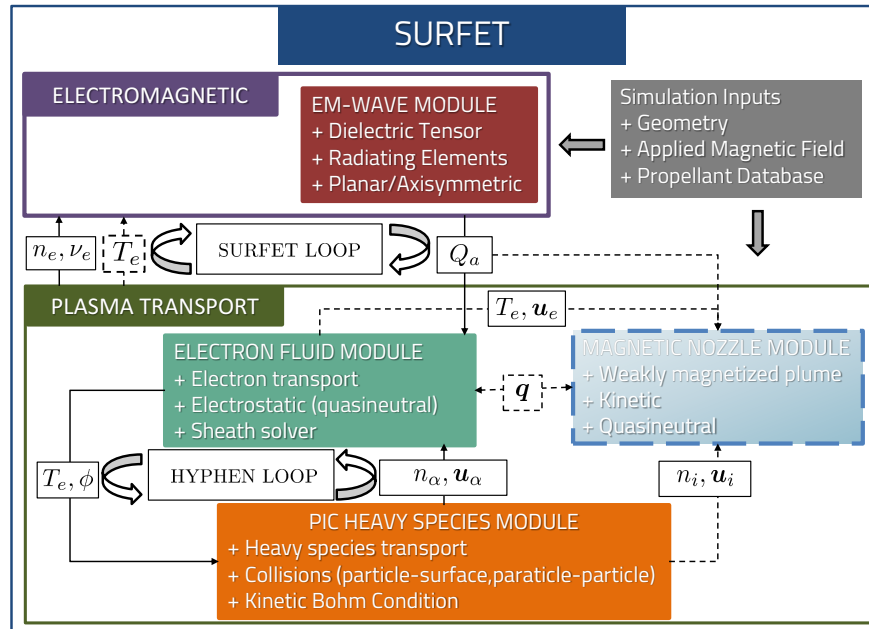 SURFET
ELECTROMAGNETIC
EM-WAVE MODULE
+ Dielectric Tensor
+ Radiating Elements
+ Planar/Axisymmetric
Simulation Inputs
+ Geometry
+ Applied Magnetic Field
+ Propellant Database
n_e, ν_e
T_e
SURFET LOOP
Q_a
PLASMA TRANSPORT
T_e, u_e
ELECTRON FLUID MODULE
+ Electron transport
+ Electrostatic (quasineutral)
+ Sheath solver
q
MAGNETIC NOZZLE MODULE
+ Weakly magnetized plume
+ Kinetic
+ Quasineutral
T_e, ϕ
HYPHEN LOOP
n_α, u_α
n_i, u_i
PIC HEAVY SPECIES MODULE
+ Heavy species transport
+ Collisions (particle-surface,paraticle-particle)
+ Kinetic Bohm Condition